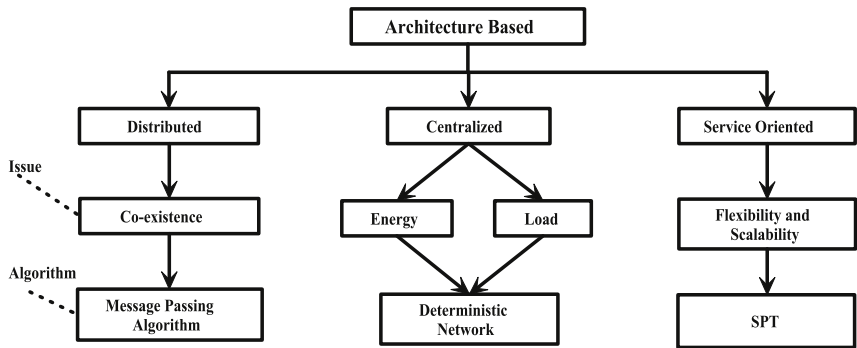 Architecture Based
Distributed
Centralized
Service Oriented
Issue
Co-existence
Energy
Load
Flexibility and
Scalability
Algorithm
Message Passing
Algorithm
Deterministic
Network
SPT